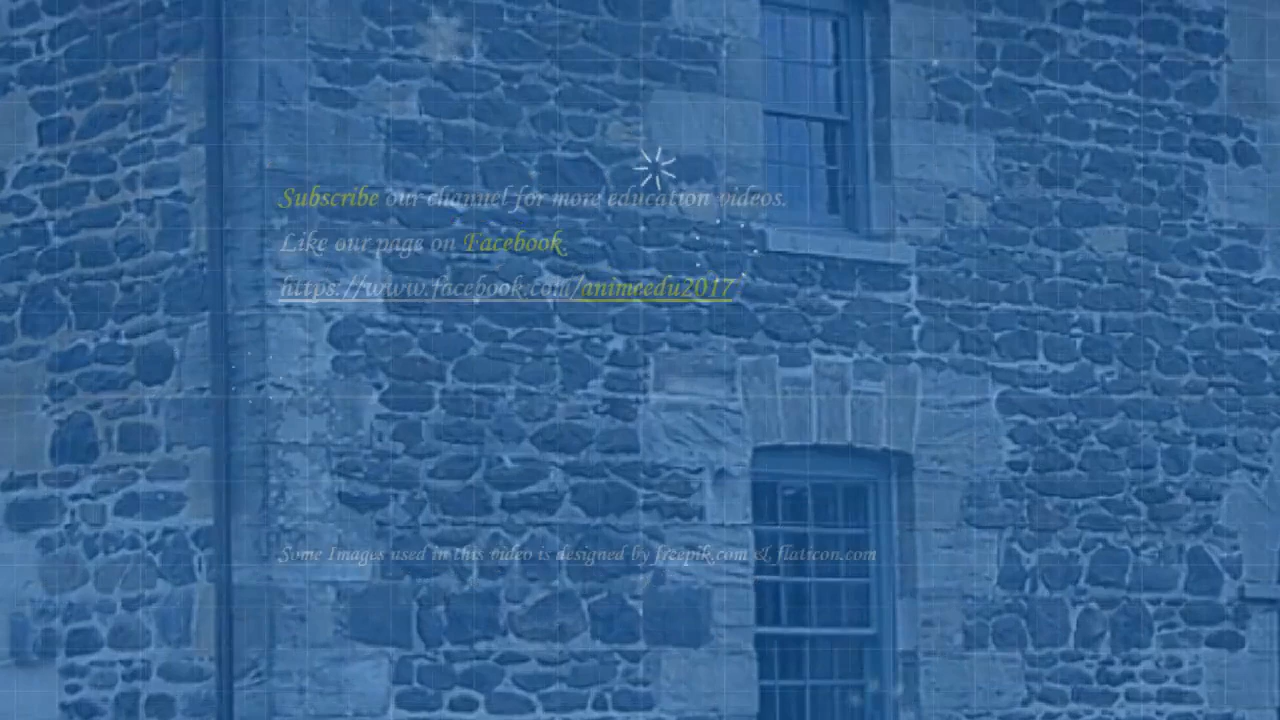 Subscribe our channel for more education videos.
Like our page on Facebook.
https://www.facebook.com/animeedu2017
Some Images used in this video is designed by frzepik.com & flaticon.com